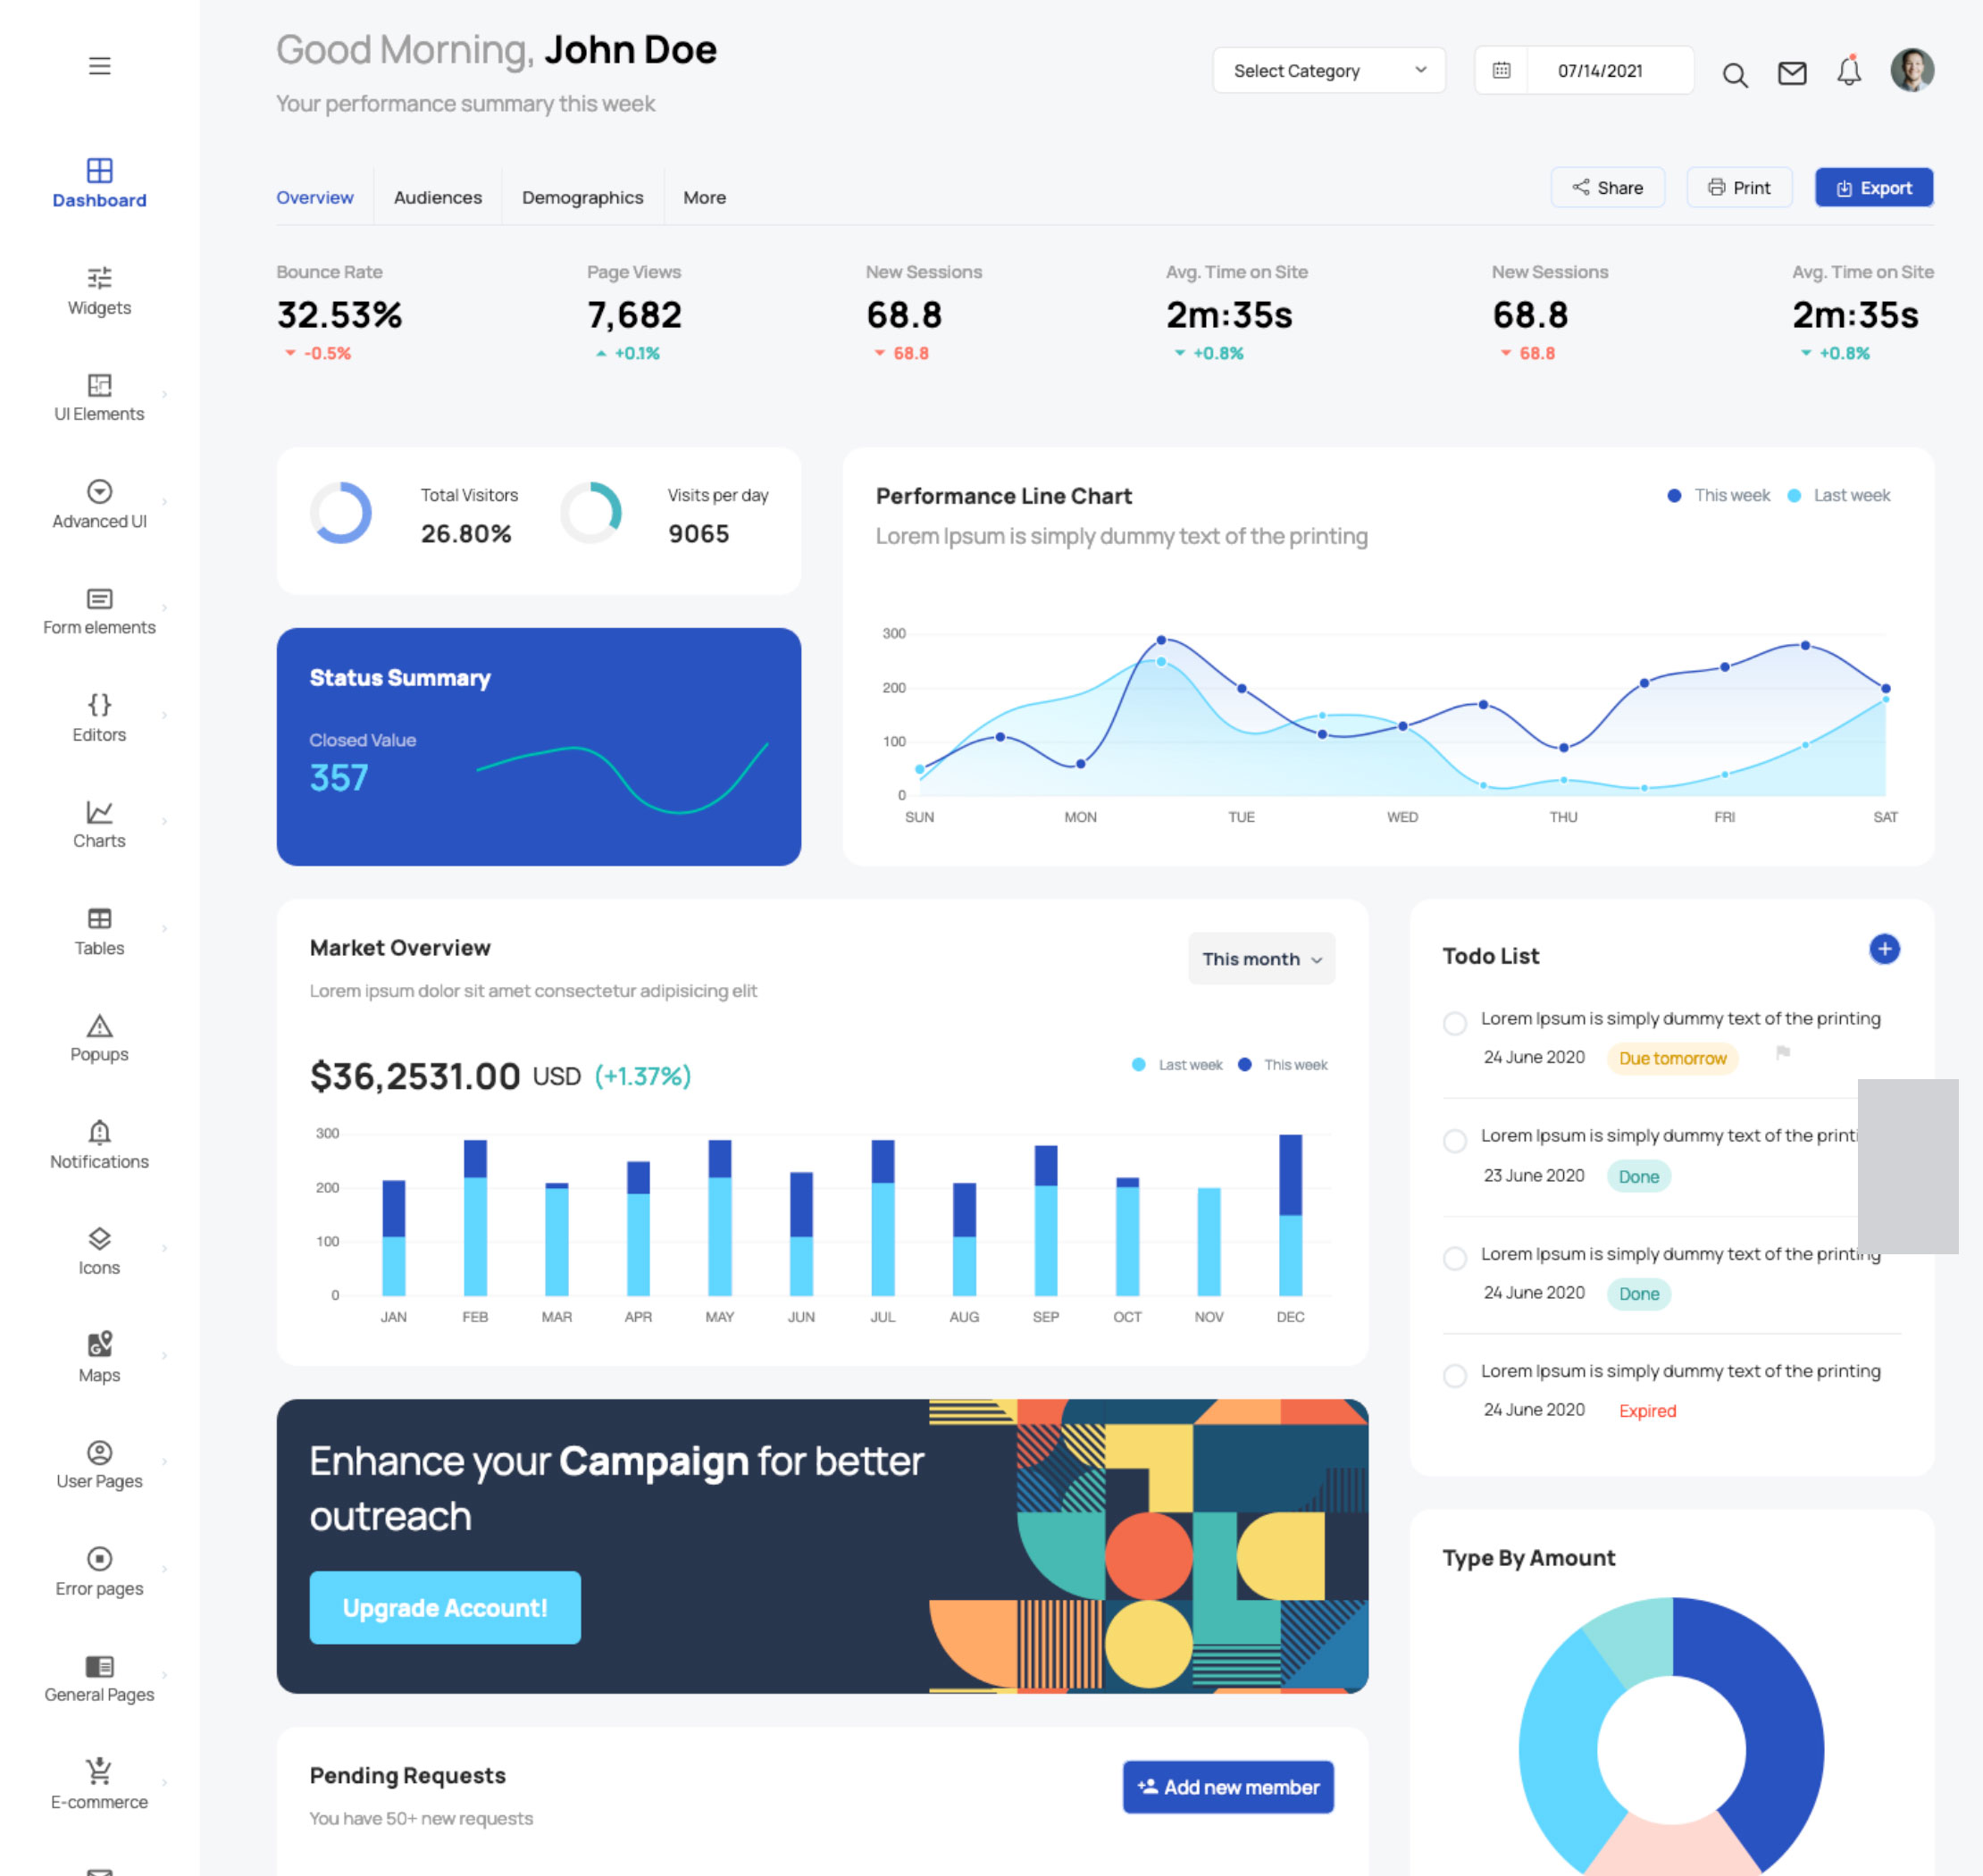 Good Morning, John Doe
Your performance summary this week
Select Category
07/14/2021
Dashboard
Widgets
UI Elements
Advanced UI
Form elements
Editors
Charts
Tables
Popups
Notifications
Icons
Maps
User Pages
Error pages
General Pages
E-commerce
Overview Audiences Demographics More
Share Print Export
Bounce Rate
32.53%
-0.5%
Page Views
7,682
+0.1%
New Sessions
68.8
68.8
Avg. Time on Site
2m:35s
+0.8%
New Sessions
68.8
68.8
Avg. Time on Site
2m:35s
+0.8%
Total Visitors
26.80%
Visits per day
9065
Status Summary
Closed Value
357
Performance Line Chart
This week Last week
Lorem Ipsum is simply dummy text of the printing
300
200
100
0
SUN MON TUE WED THU FRI SAT
Market Overview
This month
Lorem ipsum dolor sit amet consectetur adipisicing elit
$36,2531.00 USD (+1.37%)
Last week This week
300
200
100
0
JAN FEB MAR APR MAY JUN JUL AUG SEP OCT NOV DEC
Todo List
Lorem Ipsum is simply dummy text of the printing
24 June 2020 Due tomorrow
Lorem Ipsum is simply dummy text of the
23 June 2020 Done
Lorem Ipsum is simply dummy text of the printing
24 June 2020 Done
Lorem Ipsum is simply dummy text of the printing
24 June 2020 Expired
Enhance your Campaign for better
outreach
Upgrade Account!
Type By Amount
Pending Requests
Add new member
You have 50+ new requests